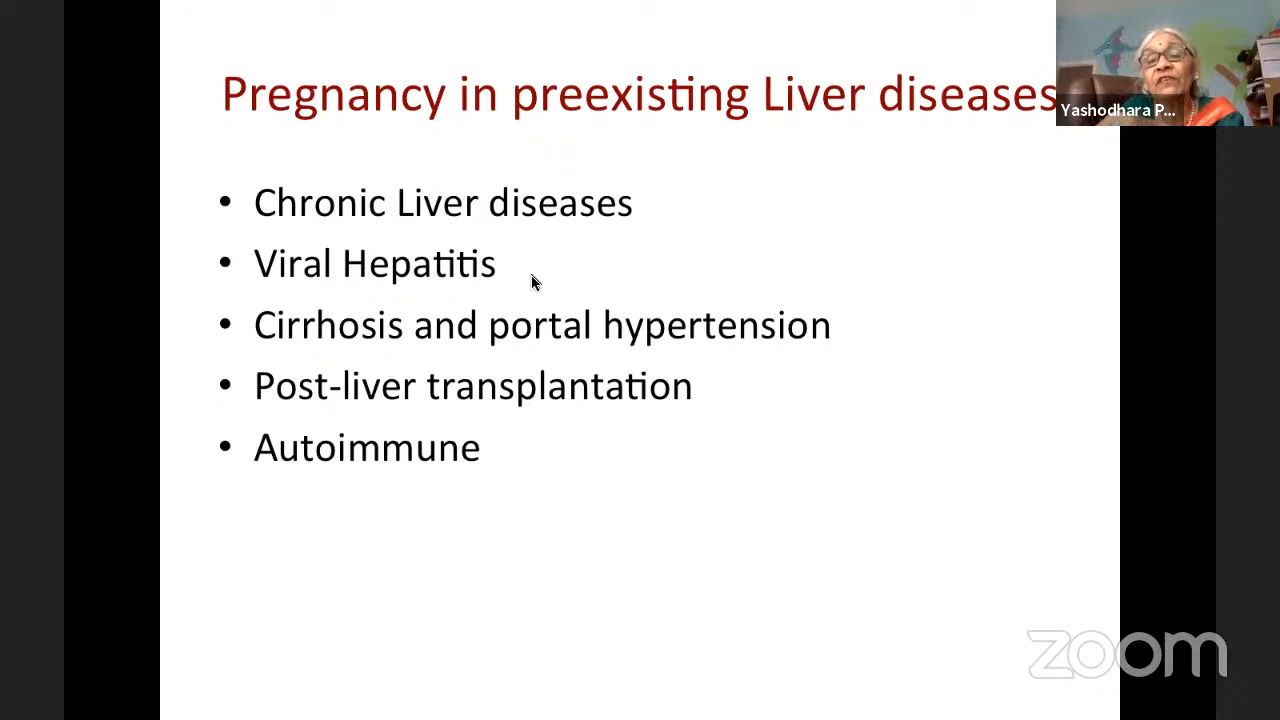 Pregnancy in preexisting Liver diseases
Yashodhara P...
• Chronic Liver diseases
• Viral Hepatitis
• Cirrhosis and portal hypertension
• Post-liver transplantation
• Autoimmune
zoom